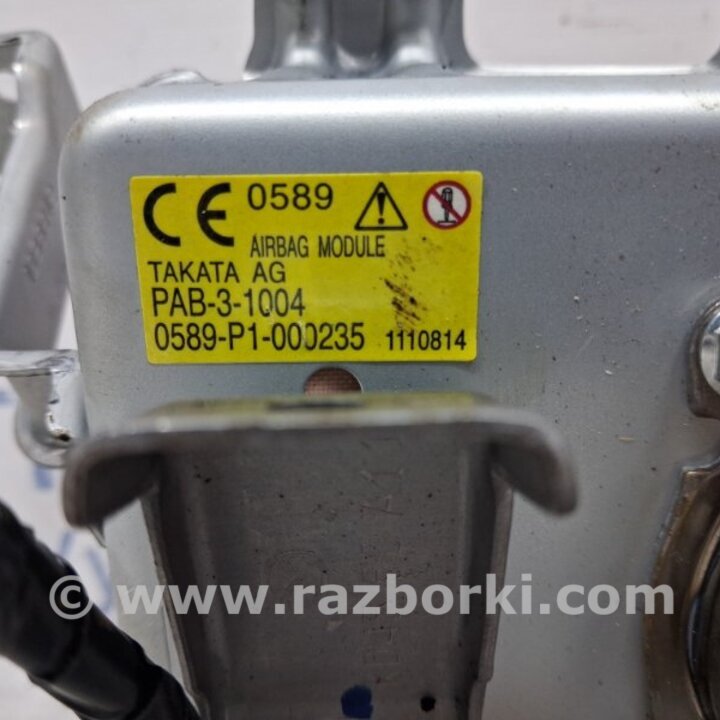 CE 0589
AIRBAG MODULE
TAKATA AG
PAB-3-1004
0589-P1-000235 1110814
© www.razborki.com